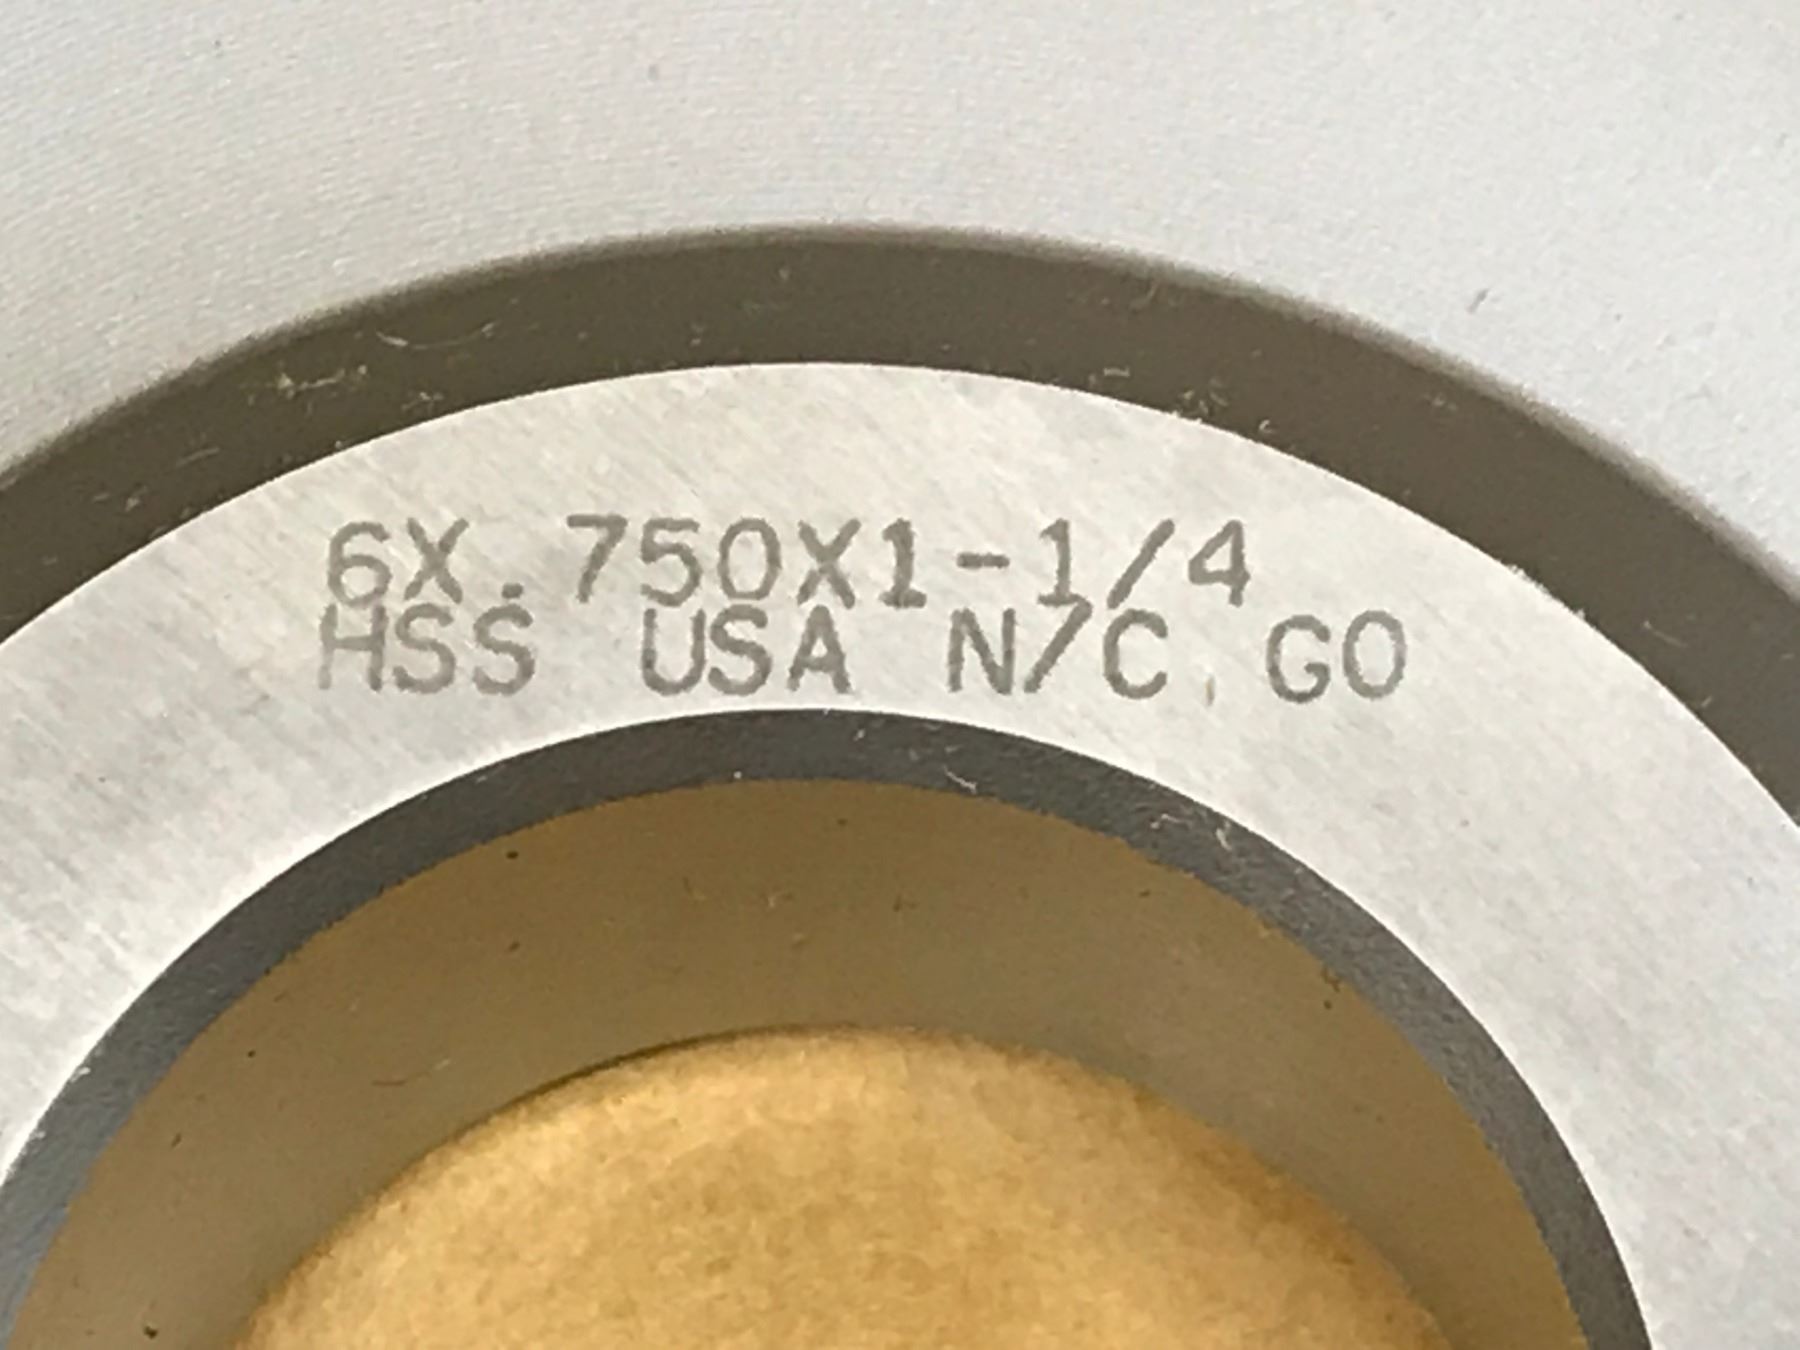 6X.750X1-1/4
HSS USA N/C GO